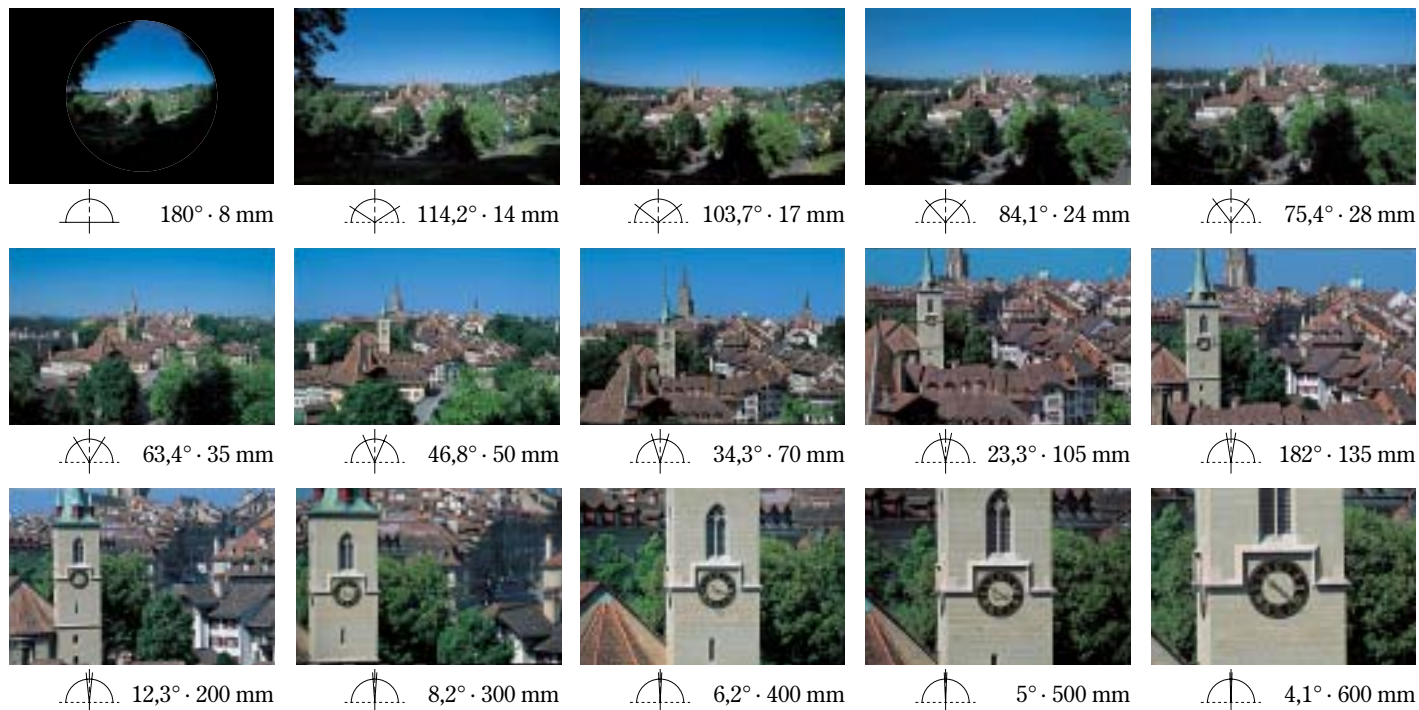 180° · 8 mm
114,2° · 14 mm
103,7° · 17 mm
84,1° · 24 mm
75,4° · 28 mm
63,4° · 35 mm
46,8° · 50 mm
34,3° · 70 mm
23,3° · 105 mm
182° · 135 mm
12,3° · 200 mm
8,2° · 300 mm
6,2° · 400 mm
5° · 500 mm
4,1° · 600 mm